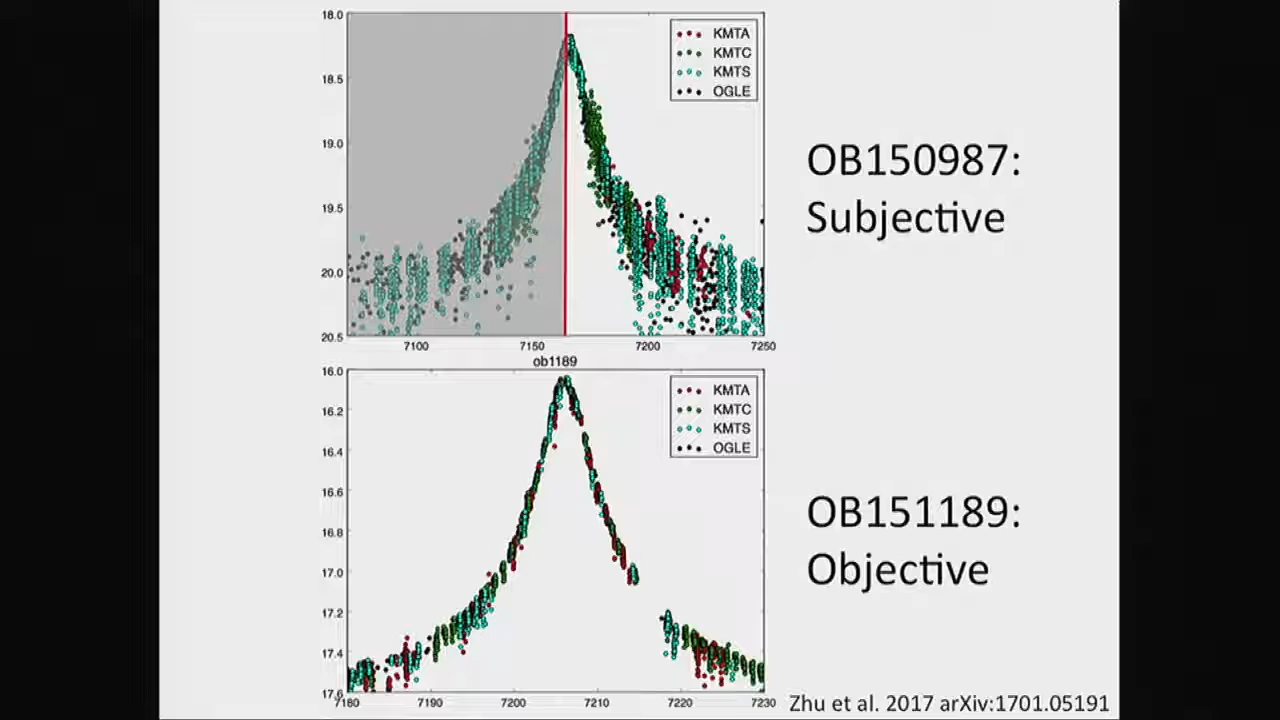 18.0
18.5
19.0
19.5
20.0
20.5
7100
7150
7200
7250
KMTA
KMTC
KMTS
OGLE
OB150987:
Subjective
ob1189
16.0
16.2
16.4
16.6
16.8
17.0
17.2
17.4
17.6
7180
7190
7200
7210
7220
7230
KMTA
KMTC
KMTS
OGLE
OB151189:
Objective
Zhu et al. 2017 arXiv:1701.05191